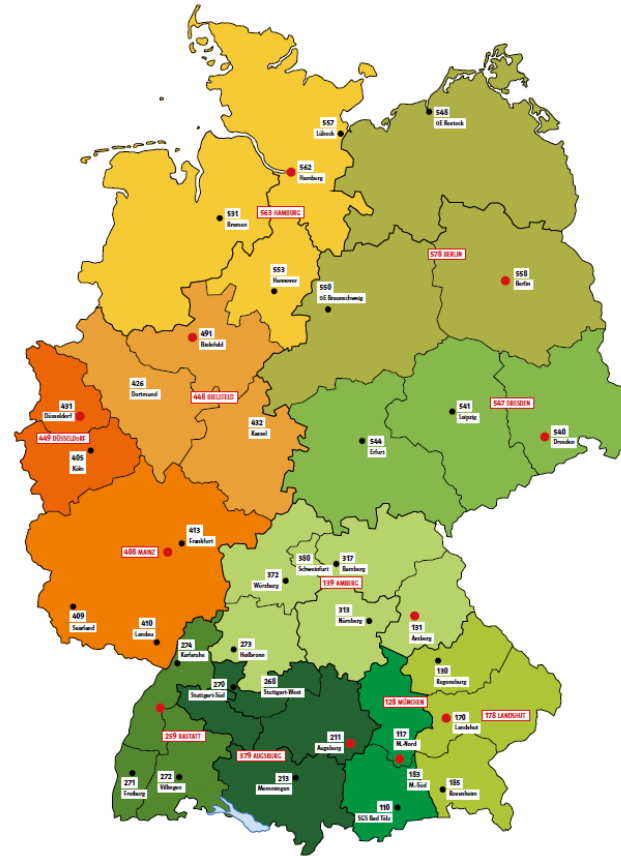 548
OE Rostock
557
Lübeck
562
Hamburg
563 HAMBURG
531
Bremen
578 BERLIN
558
Berlin
553
Hannover
550
OE Braunschweig
491
Bielefeld
426
Dortmund
448 BIELEFELD
431
Düsseldorf
449 DÜSSELDORF
405
Köln
432
Kassel
541
Leipzig
547 DRESDEN
540
Dresden
544
Erfurt
413
Frankfurt
408 MAINZ
409
Saarland
410
Landau
380
Schweinfurt
317
Bamberg
372
Würzburg
139 AMBERG
313
Nürnberg
131
Amberg
274
Karlsruhe
273
Heilbronn
270
Stuttgart-Süd
268
Stuttgart-West
130
Regensburg
128 MÜNCHEN
170
Landshut
178 LANDSHUT
259 RASTATT
211
Augsburg
117
M.-Nord
379 AUGSBURG
271
Freiburg
272
Villingen
213
Memmingen
183
M.-Süd
185
Rosenheim
110
SGS Bad Tölz